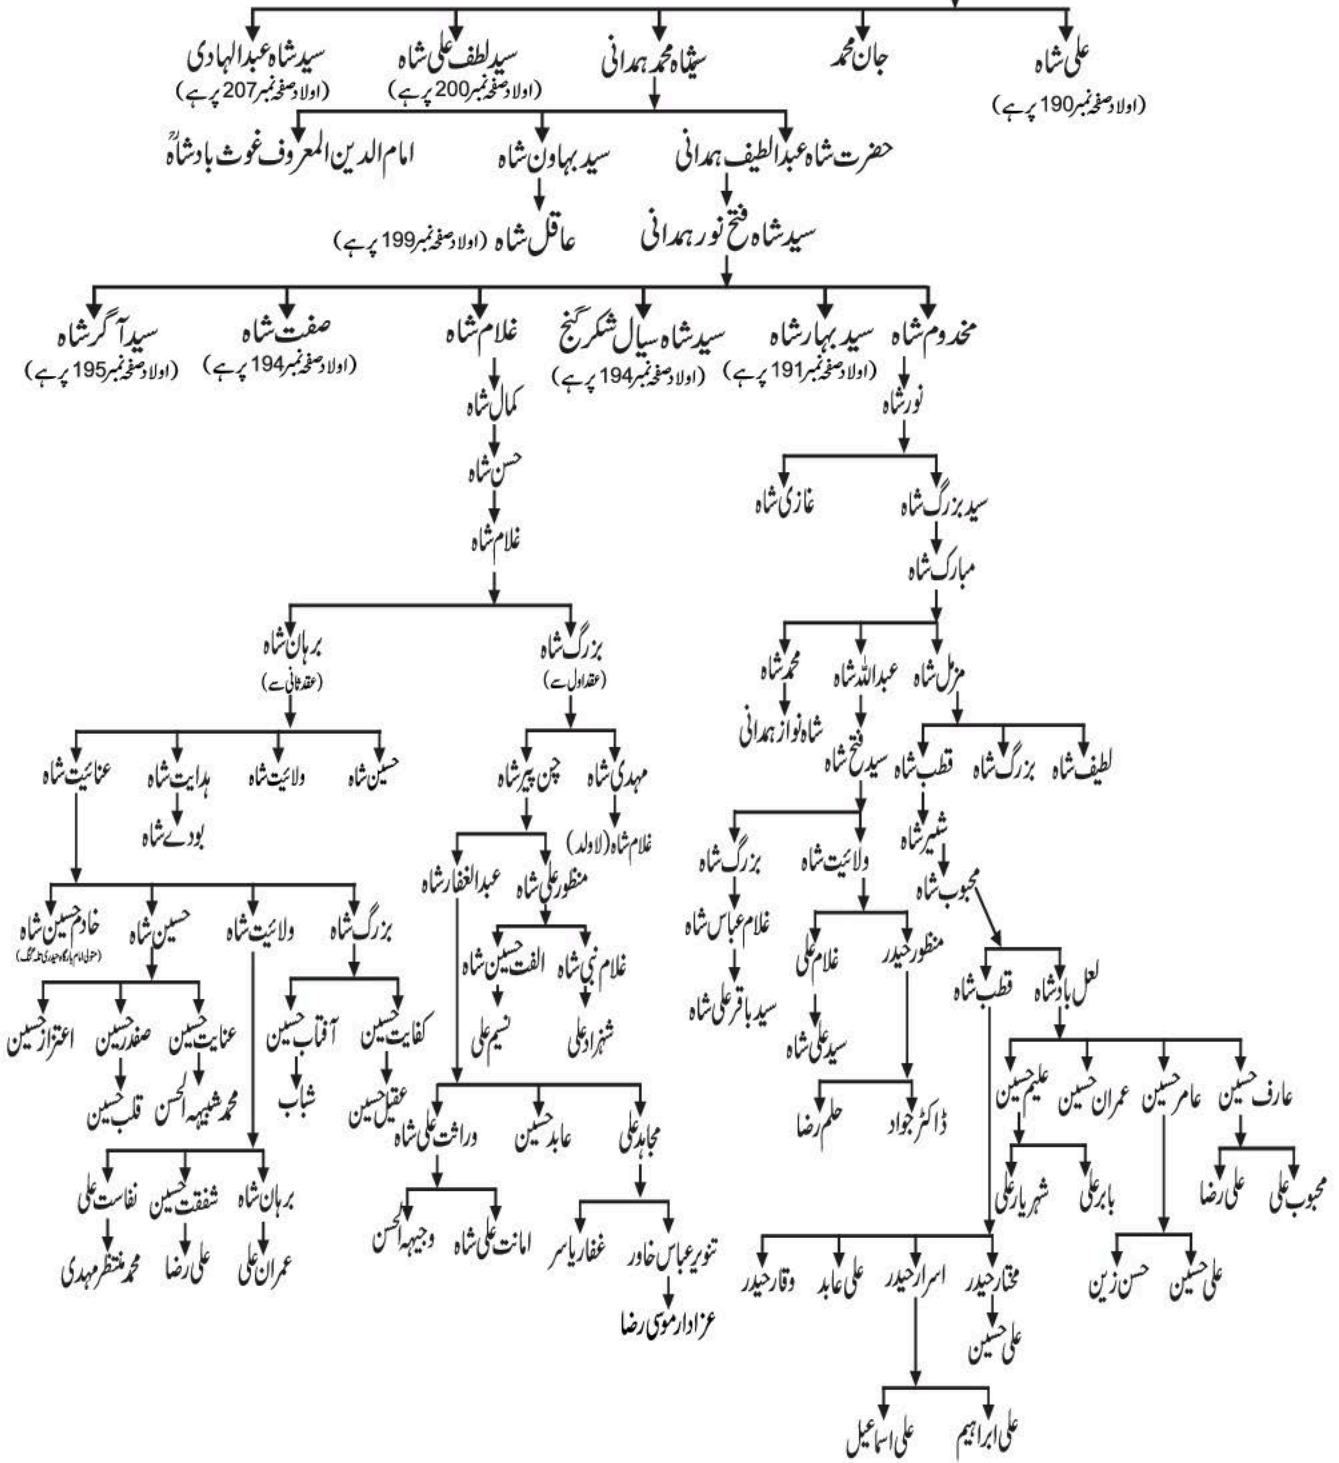 علی شاہ
جان محمد
سید شاہ محمد ہمدانی
سید لطف علی شاہ
سید شاہ عبدالہادی
(اولاد صفحہ نمبر 190 پر ہے)
(اولاد صفحہ نمبر 200 پر ہے)
(اولاد صفحہ نمبر 207 پر ہے)
حضرت شاہ عبدالطیف ہمدانی
سید بہاون شاہ
امام الدین المعروف غوث بادشاہؒ
سید شاہ فتح نور ہمدانی
عاقل شاہ (اولاد صفحہ نمبر 199 پر ہے)
مخدوم شاہ
سید بہار شاہ
سید شاہ سیال شکر گنج
غلام شاہ
صفت شاہ
سید آگر شاہ
(اولاد صفحہ نمبر 191 پر ہے)
(اولاد صفحہ نمبر 194 پر ہے)
(اولاد صفحہ نمبر 194 پر ہے)
(اولاد صفحہ نمبر 195 پر ہے)
نور شاہ
کمال شاہ
حسن شاہ
سید بزرگ شاہ
غازی شاہ
غلام شاہ
مبارک شاہ
بزرگ شاہ
برہان شاہ
(عقد اول سے)
(عقد ثانی سے)
مزمل شاہ
عبداللہ شاہ
محمد شاہ
شاہ نواز ہمدانی
لطیف شاہ
بزرگ شاہ
قطب شاہ
سید فتح شاہ
مہدی شاہ
چن پیر شاہ
حسین شاہ
ولائیت شاہ
ہدایت شاہ
عنائیت شاہ
شبیر شاہ
غلام شاہ (لا ولد)
بودے شاہ
محبوب شاہ
ولائیت شاہ
بزرگ شاہ
منظور علی شاہ
عبدالغفار شاہ
غلام عباس شاہ
بزرگ شاہ
ولائیت شاہ
حسین شاہ
خادم حسین شاہ
منظور حیدر
غلام علی
غلام نبی شاہ
الفت حسین شاہ
لعل بادشاہ
قطب شاہ
سید باقر علی شاہ
سید علی شاہ
شہزاد علی
نسیم علی
کفایت حسین
آفتاب حسین
عنایت حسین
صفدر حسین
اعتزاز حسین
عارف حسین
عامر حسین
عمران حسین
علیم حسین
عقیل حسین
شباب
محمد شبیہہ الحسن
قلب حسین
ڈاکٹر جواد
حلم رضا
مجاہد علی
عابد حسین
وراثت علی شاہ
محبوب علی
علی رضا
بابر علی
شہریار علی
برہان شاہ
شفقت حسین
نفاست علی
تنویر عباس خاور
غفار یاسر
امانت علی شاہ
وجیہہ الحسن
عمران علی
علی رضا
محمد منتظر مہدی
علی حسین
حسن زین
مختار حیدر
اسرار حیدر
علی عابد
وقار حیدر
عزادار موسی رضا
علی حسین
علی ابراہیم
علی اسماعیل